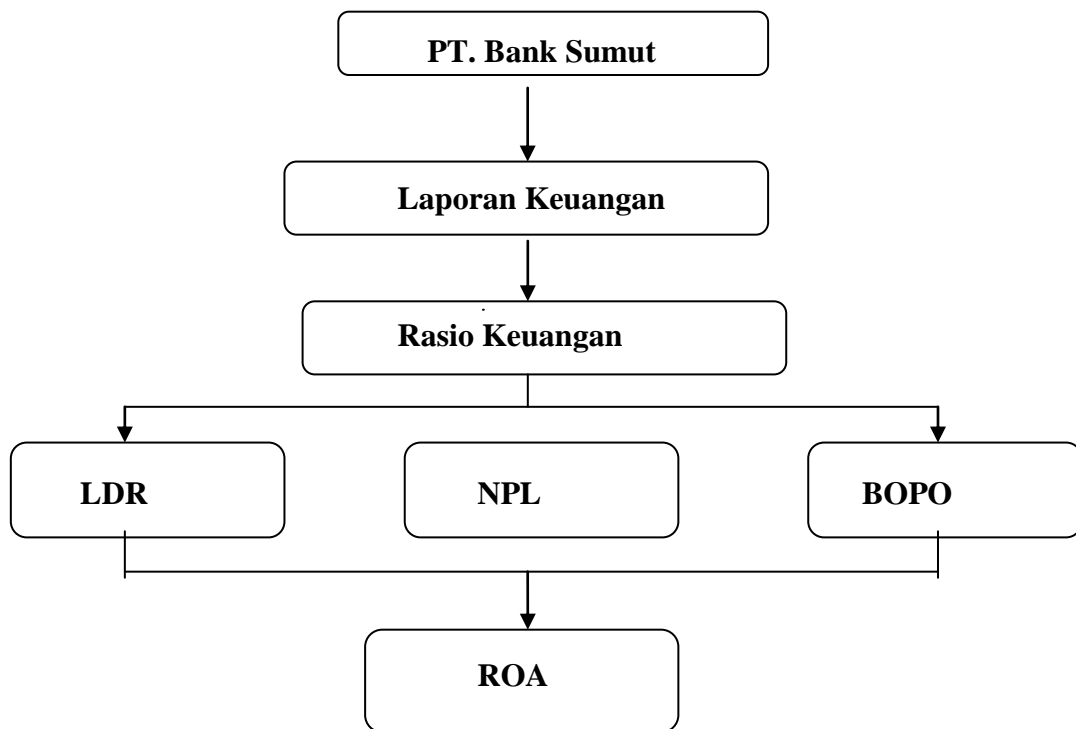 PT. Bank Sumut
Laporan Keuangan
Rasio Keuangan
LDR
NPL
BOPO
ROA